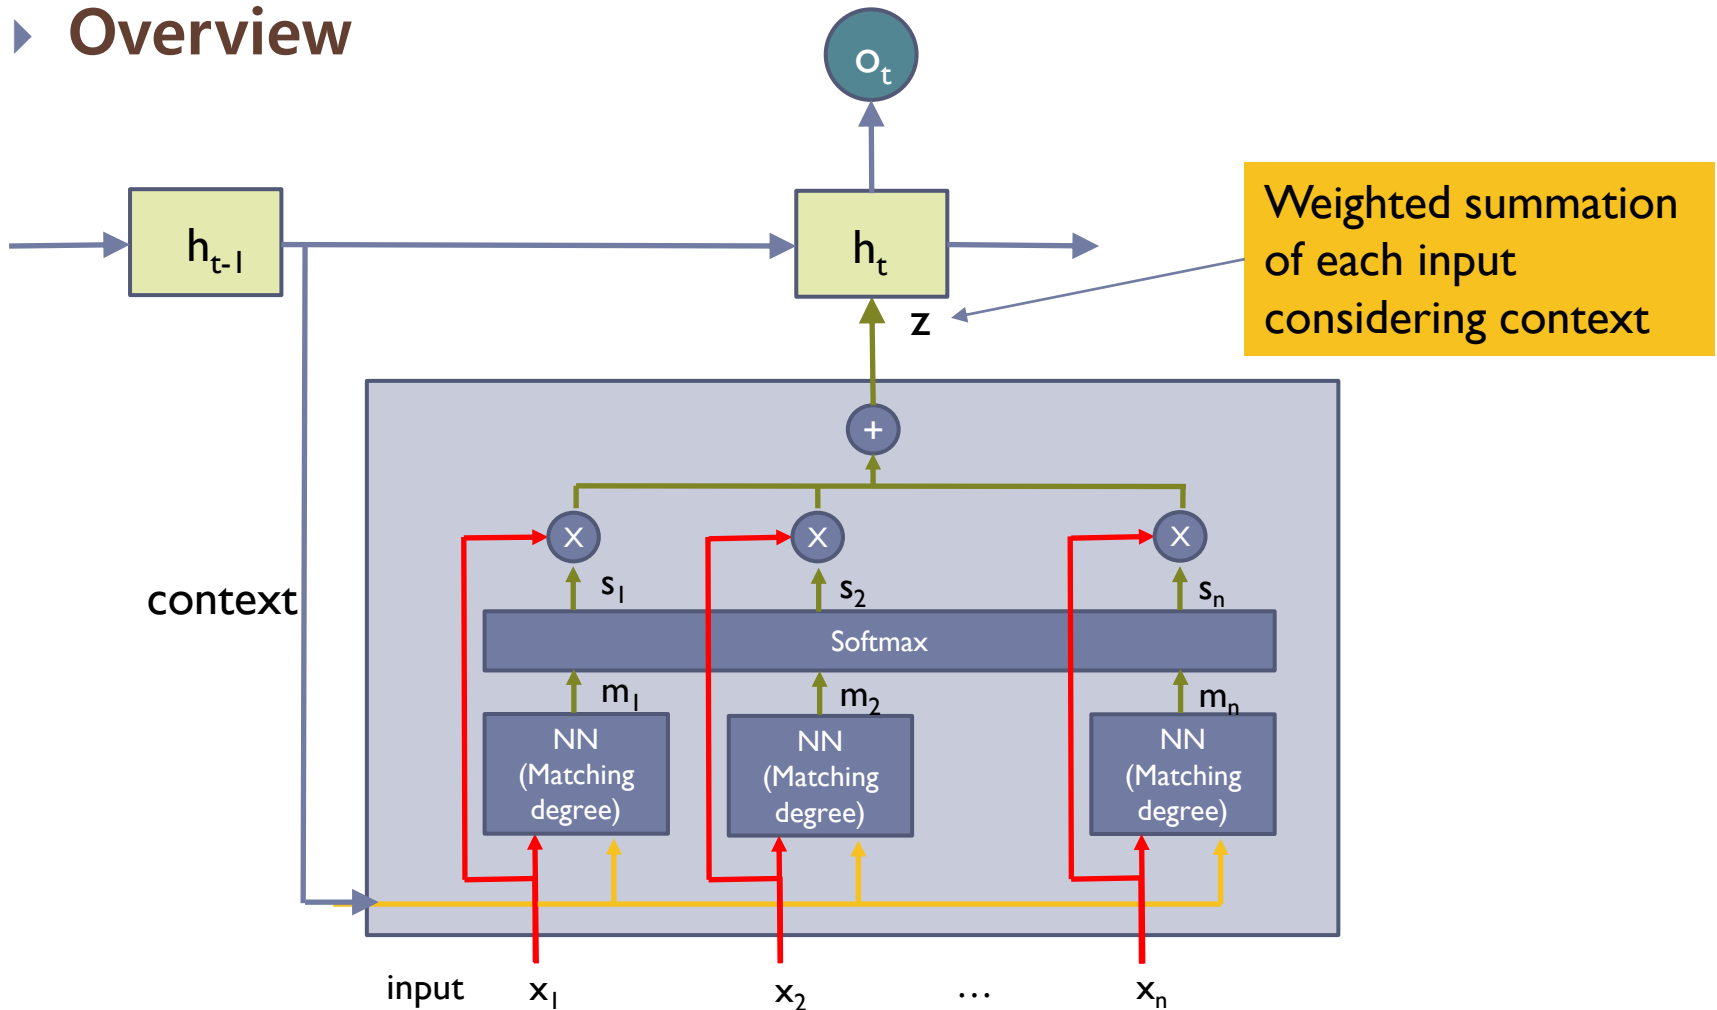 Overview
oₜ
hₜ₋₁
hₜ
z
Weighted summation
of each input
considering context
+
X X X
context
s₁ s₂ sₙ
Softmax
m₁ m₂ mₙ
NN
(Matching
degree)
NN
(Matching
degree)
NN
(Matching
degree)
input x₁ x₂ … xₙ